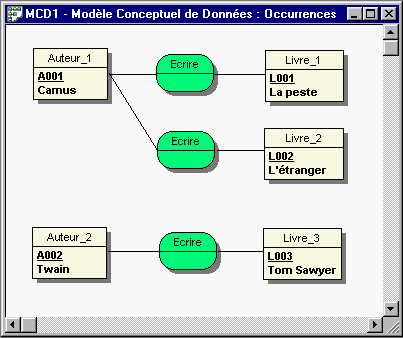 MCD1 - Modèle Conceptuel de Données : Occurrences
Auteur_1
A001
Camus
Ecrire
Livre_1
L001
La peste
Ecrire
Livre_2
L002
L'étranger
Auteur_2
A002
Twain
Ecrire
Livre_3
L003
Tom Sawyer